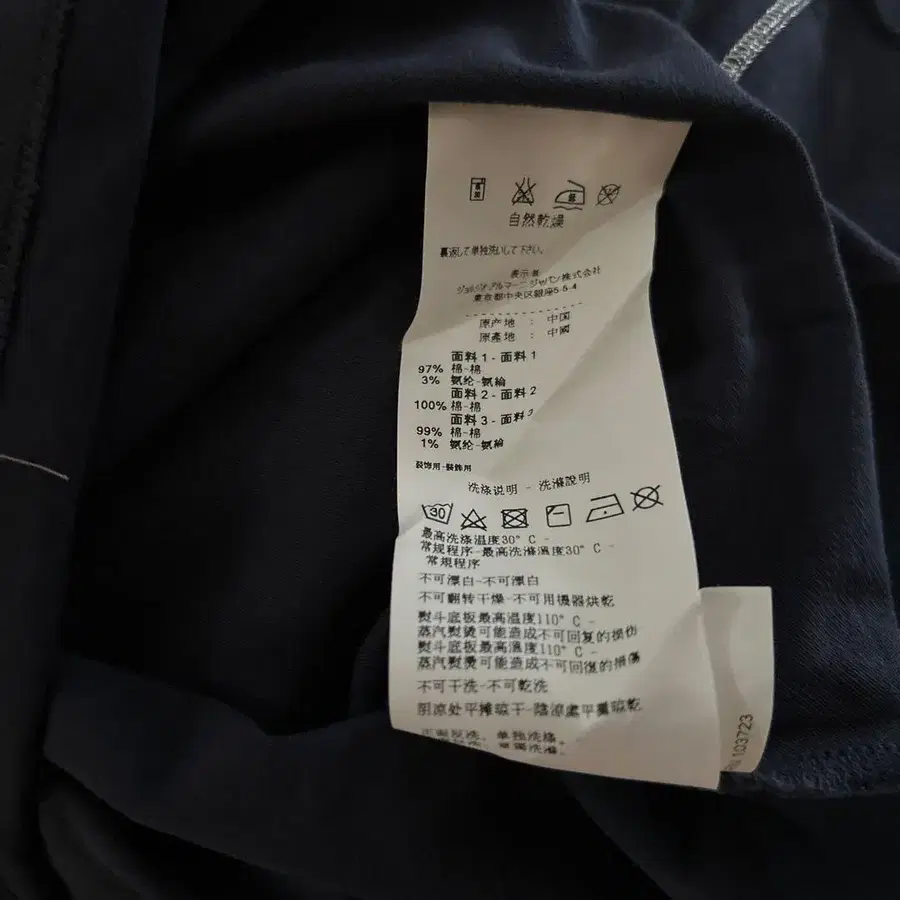 自然乾燥
裏返して単独洗いして下さい。
表示者
ジョルジオ アルマーニ ジャパン株式会社
東京都中央区銀座5-5-4
原产地 : 中国
原產地 : 中國
面料1-面料1
97% 棉-棉
3% 氨纶-氨綸
面料2-面料2
100% 棉-棉
面料3-面料3
99% 棉-棉
1% 氨纶-氨綸
装饰用-裝飾用
洗涤说明 - 洗滌說明
30
最高洗涤温度30° C -
常规程序-最高洗滌溫度30° C -
常規程序
不可漂白-不可漂白
不可翻转干燥-不可用機器烘乾
熨斗底板最高温度110° C -
蒸汽熨烫可能造成不可回复的损伤
熨斗底板最高溫度110° C -
蒸汽熨燙可能造成不可回復的損傷
不可干洗-不可乾洗
阴凉处平摊晾干-陰涼處平攤晾乾
正面反洗, 单独洗涤。
單獨洗滌。
103723